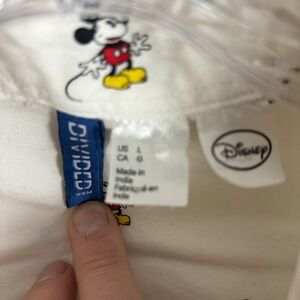 DIVIDED
H&M
US L
CA G
Made in
India
Fabriqué en
Inde
Disney